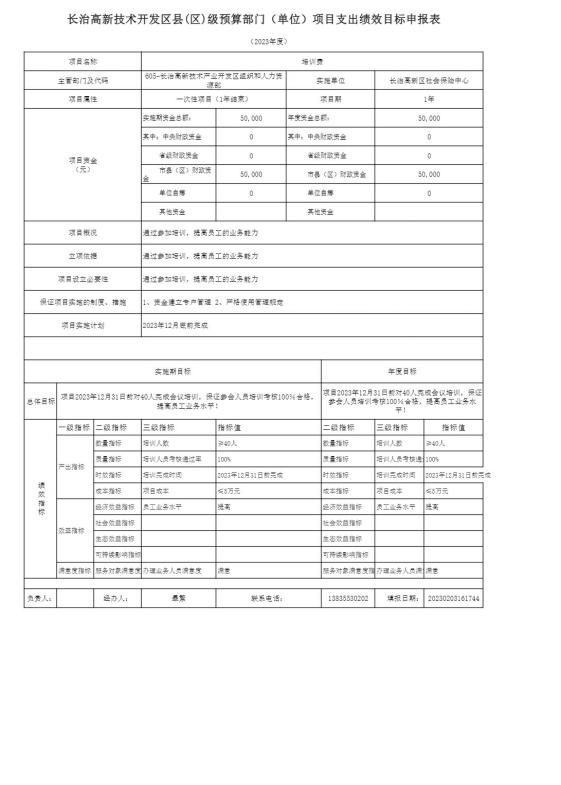 长治高新技术开发区县(区)级预算部门（单位）项目支出绩效目标申报表
（2023年度）
项目名称 培训费
主管部门及代码 605-长治高新技术产业开发区组织和人力资源部 实施单位 长治高新区社会保险中心
项目属性 一次性项目（1年结束） 项目期 1年
项目资金（元） 实施期资金总额： 50,000 年度资金总额： 50,000
其中：中央财政资金 0 其中：中央财政资金 0
省级财政资金 0 省级财政资金 0
市县（区）财政资金 50,000 市县（区）财政资金 50,000
单位自筹 0 单位自筹 0
其他资金 其他资金
项目概况 通过参加培训，提高员工的业务能力
立项依据 通过参加培训，提高员工的业务能力
项目设立必要性 通过参加培训，提高员工的业务能力
保证项目实施的制度、措施 1、资金建立专户管理 2、严格使用管理规定
项目实施计划 2023年12月底前完成
实施期目标 年度目标
总体目标 项目2023年12月31日前对40人完成会议培训，保证参会人员培训考核100%合格，提高员工业务水平！ 项目2023年12月31日前对40人完成会议培训，保证参会人员培训考核100%合格，提高员工业务水平！
绩效指标 一级指标 二级指标 三级指标 指标值 二级指标 三级指标 指标值
产出指标 数量指标 培训人数 ≥40人 数量指标 培训人数 ≥40人
质量指标 培训人员考核通过率 100% 质量指标 培训人员考核通过 100%
时效指标 培训完成时间 2023年12月31日前完成 时效指标 培训完成时间 2023年12月31日前完成
成本指标 项目成本 ≤5万元 成本指标 项目成本 ≤5万元
效益指标 经济效益指标 员工业务水平 提高 经济效益指标 员工业务水平 提高
社会效益指标 社会效益指标
生态效益指标 生态效益指标
可持续影响指标 可持续影响指标
满意度指标 服务对象满意度指标 办理业务人员满意度 满意 服务对象满意度指 办理业务人员满 满意
负责人： 经办人： 联系电话： 13835530202 填报日期： 20230203161744